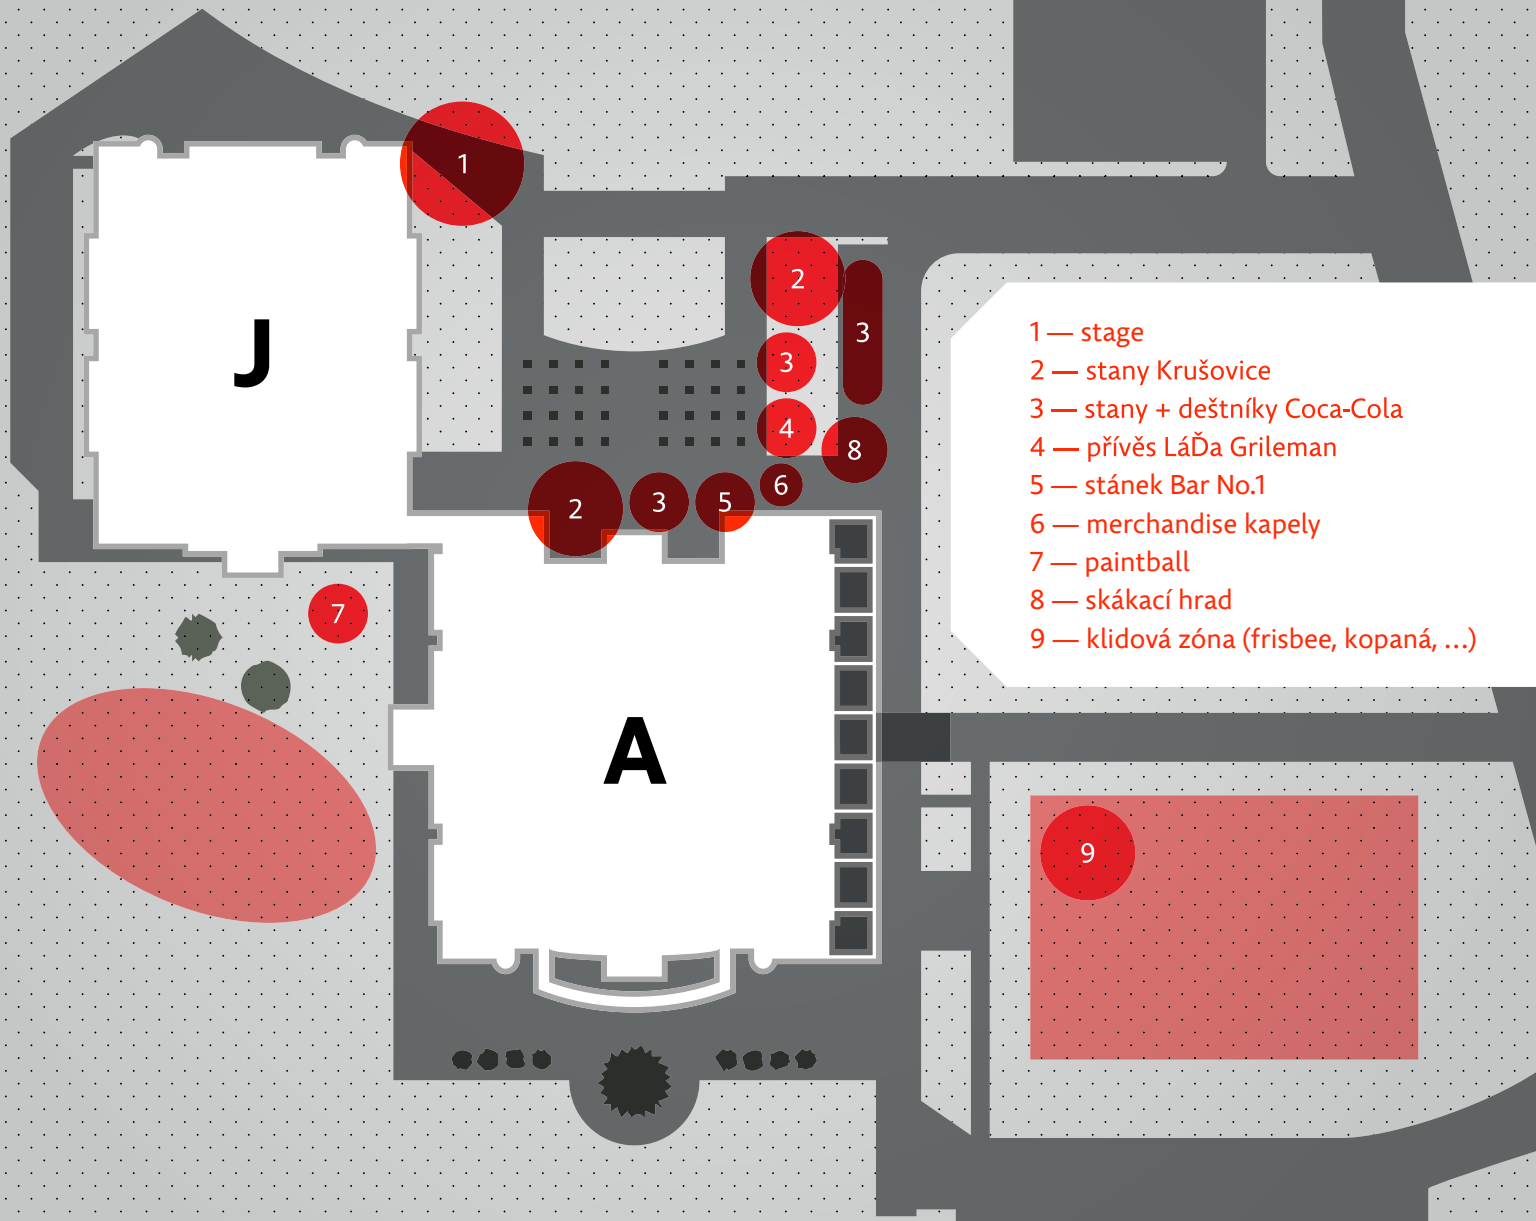 1
2
3
J
3
4
8
6
2
3
5
7
A
9
1 — stage
2 — stany Krušovice
3 — stany + deštníky Coca-Cola
4 — přívěs LáĎa Grileman
5 — stánek Bar No.1
6 — merchandise kapely
7 — paintball
8 — skákací hrad
9 — klidová zóna (frisbee, kopaná, ...)